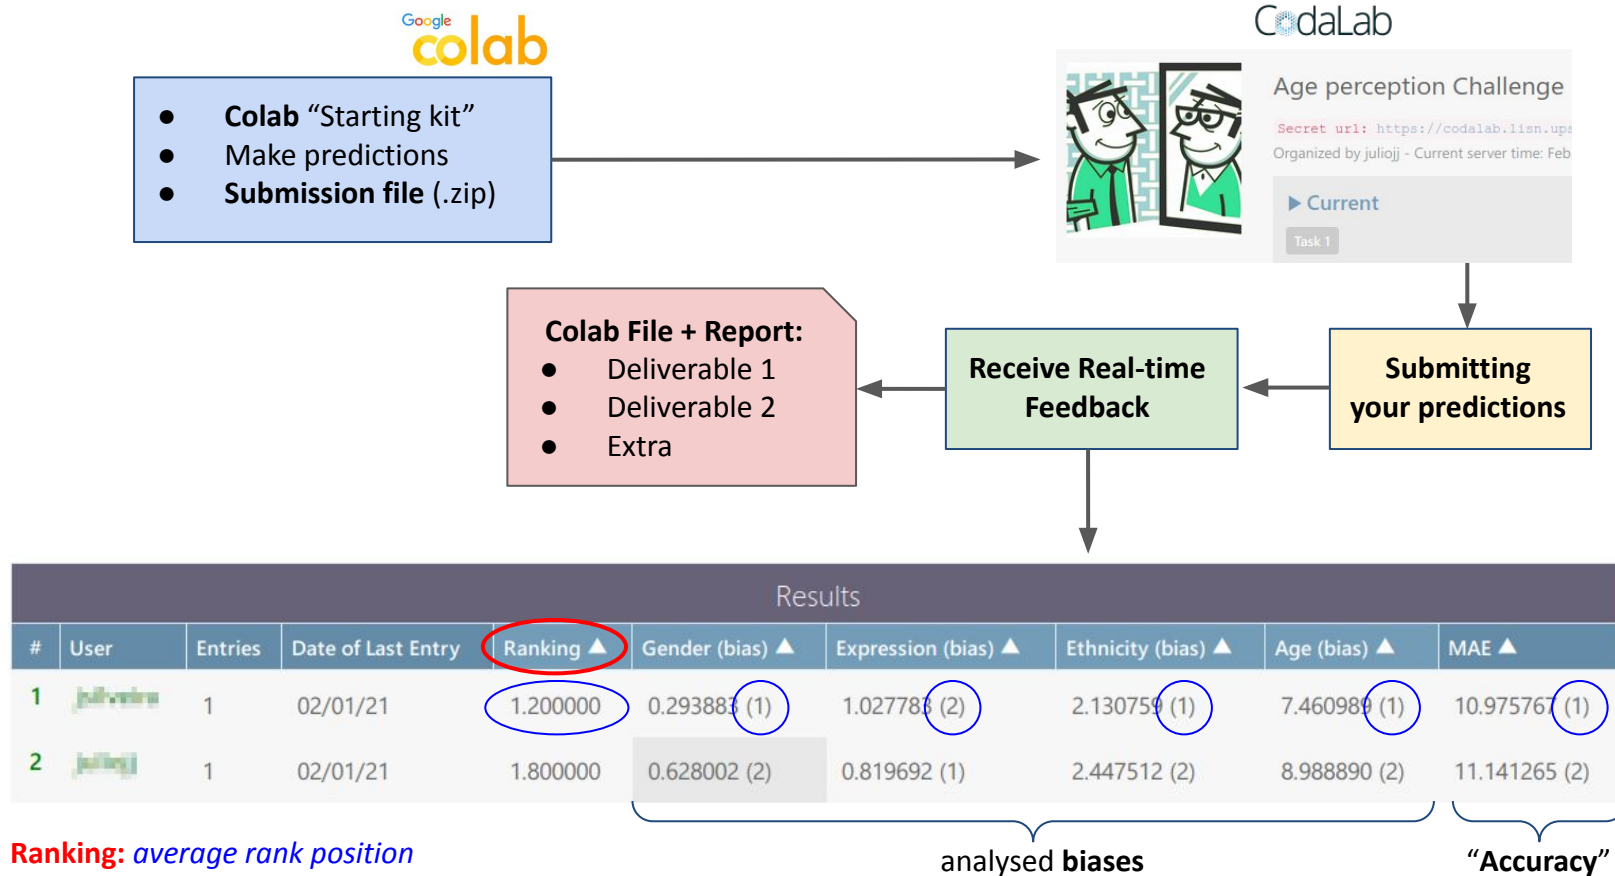 Google
colab
CodaLab
● Colab “Starting kit”
● Make predictions
● Submission file (.zip)
Age perception Challenge
Secret url: https://codalab.lisn.ups
Organized by juliojj - Current server time: Feb
▶ Current
Task 1
Colab File + Report:
● Deliverable 1
● Deliverable 2
● Extra
Receive Real-time
Feedback
Submitting
your predictions
Results
# User Entries Date of Last Entry Ranking ▲ Gender (bias) ▲ Expression (bias) ▲ Ethnicity (bias) ▲ Age (bias) ▲ MAE ▲
1 1 02/01/21 1.200000 0.293883 (1) 1.027783 (2) 2.130759 (1) 7.460989 (1) 10.975767 (1)
2 1 02/01/21 1.800000 0.628002 (2) 0.819692 (1) 2.447512 (2) 8.988890 (2) 11.141265 (2)
Ranking: average rank position
analysed biases
“Accuracy”